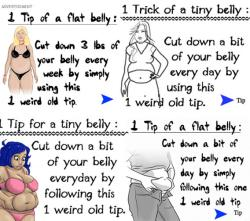 ADVERTISEMENT
1 Tip of a flat belly :
Cut down 3 lbs of
your belly every
week by simply
using this
1 weird old tip.
1 Trick of a tiny belly :
Cut down a bit
of your belly
every day by
using this
1 weird old tip.
Tip
1 Tip for a tiny belly :
Cut down a bit
of your belly
everyday by
following this
1 weird old tip.
1 Tip of a flat belly :
Cut down a bit of
your belly every
day by simply
following this one
1 weird old tip.
Tip